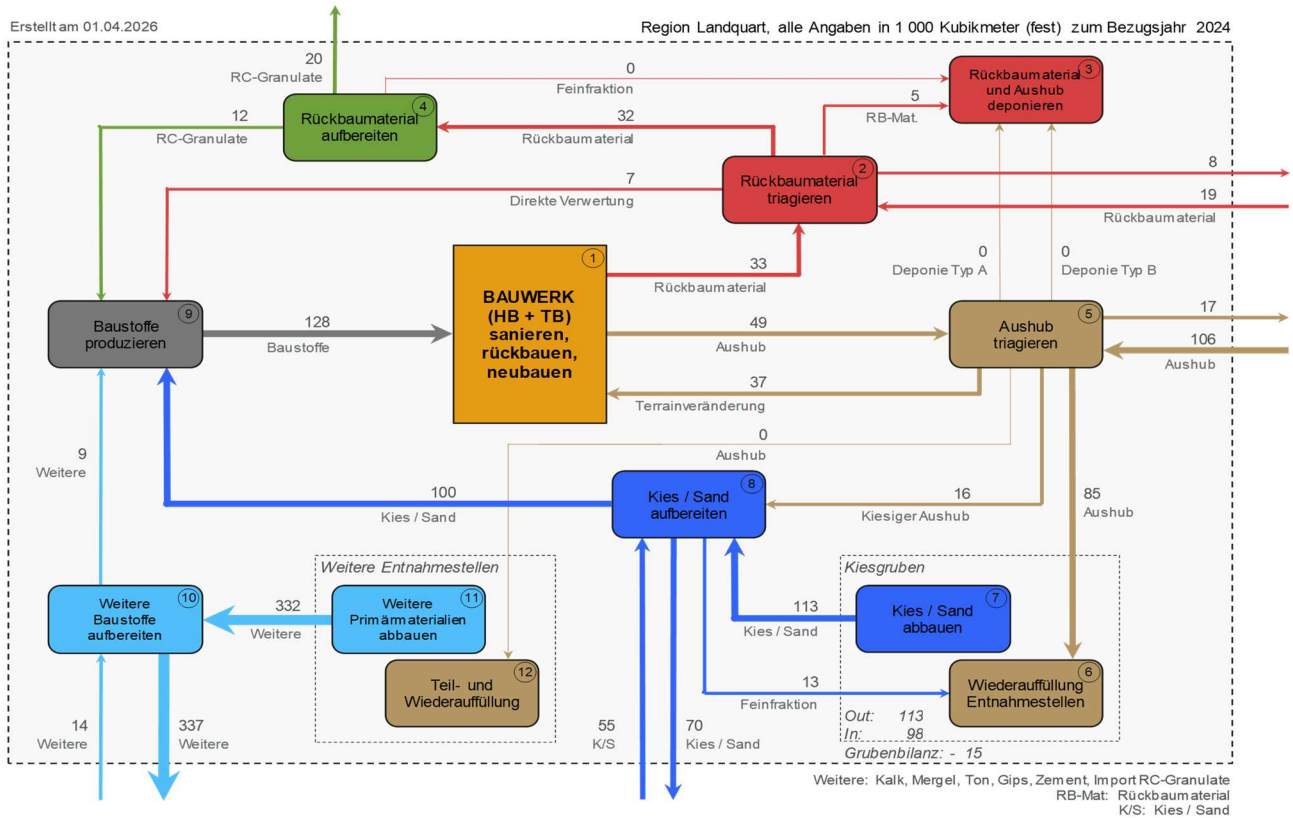 Erstellt am 01.04.2026
Region Landquart, alle Angaben in 1 000 Kubikmeter (fest) zum Bezugsjahr 2024
20
RC-Granulate
0
Feinfraktion
3
Rückbaumaterial
und Aushub
deponieren
4
Rückbaumaterial
aufbereiten
12
RC-Granulate
32
Rückbaumaterial
5
RB-Mat.
2
Rückbaumaterial
triagieren
8
19
Rückbaumaterial
7
Direkte Verwertung
1
BAUWERK
(HB + TB)
sanieren,
rückbauen,
neubauen
33
Rückbaumaterial
0
Deponie Typ A
0
Deponie Typ B
9
Baustoffe
produzieren
128
Baustoffe
49
Aushub
5
Aushub
triagieren
17
106
Aushub
37
Terrainveränderung
0
Aushub
9
Weitere
100
Kies / Sand
8
Kies / Sand
aufbereiten
16
Kiesiger Aushub
85
Aushub
Weitere Entnahmestellen
Kiesgruben
10
Weitere
Baustoffe
aufbereiten
332
Weitere
11
Weitere
Primärmaterialien
abbauen
113
Kies / Sand
7
Kies / Sand
abbauen
12
Teil- und
Wiederauffüllung
13
Feinfraktion
6
Wiederauffüllung
Entnahmestellen
14
Weitere
337
Weitere
55
K/S
70
Kies / Sand
Out: 113
In: 98
Grubenbilanz: - 15
Weitere: Kalk, Mergel, Ton, Gips, Zement, Import RC-Granulate
RB-Mat: Rückbaumaterial
K/S: Kies / Sand